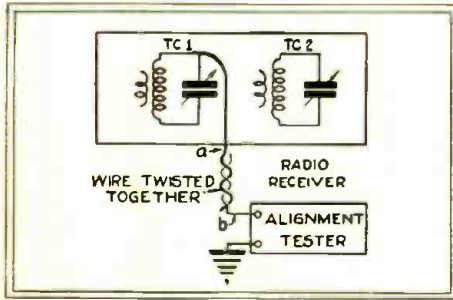 TC 1
TC 2
a
RADIO
RECEIVER
WIRE TWISTED
TOGETHER
b
ALIGNMENT
TESTER